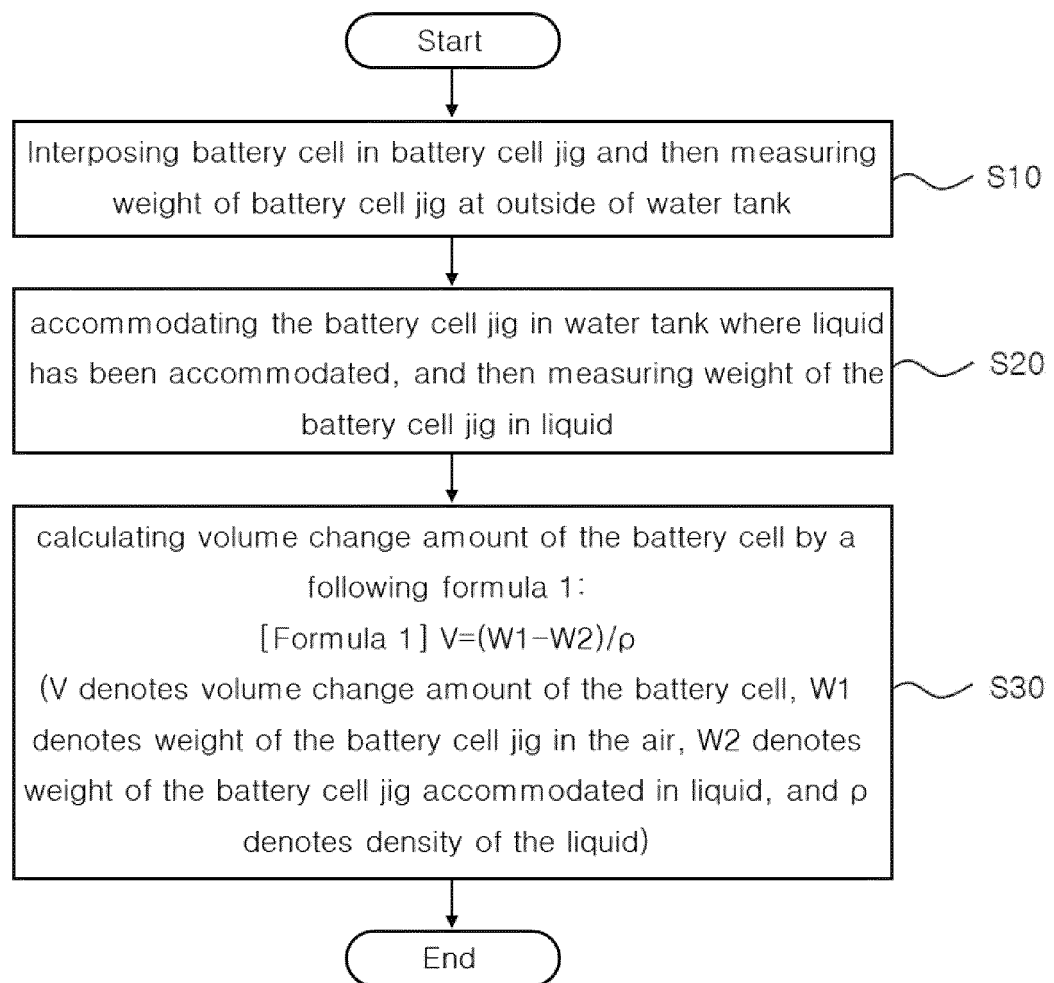 Start
Interposing battery cell in battery cell jig and then measuring
weight of battery cell jig at outside of water tank
S10
accommodating the battery cell jig in water tank where liquid
has been accommodated, and then measuring weight of the
battery cell jig in liquid
S20
calculating volume change amount of the battery cell by a
following formula 1:
[Formula 1] V=(W1-W2)/ρ
(V denotes volume change amount of the battery cell, W1
denotes weight of the battery cell jig in the air, W2 denotes
weight of the battery cell jig accommodated in liquid, and ρ
denotes density of the liquid)
S30
End